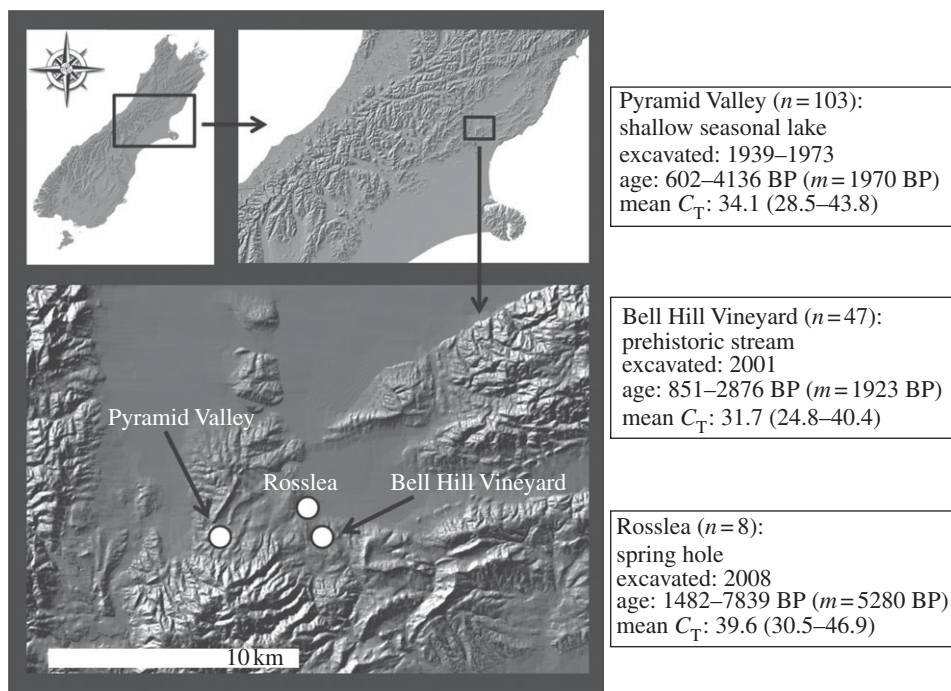 Pyramid Valley
Rosslea
Bell Hill Vineyard
10 km
Pyramid Valley (n = 103):
shallow seasonal lake
excavated: 1939–1973
age: 602–4136 BP (m = 1970 BP)
mean C_T: 34.1 (28.5–43.8)
Bell Hill Vineyard (n = 47):
prehistoric stream
excavated: 2001
age: 851–2876 BP (m = 1923 BP)
mean C_T: 31.7 (24.8–40.4)
Rosslea (n = 8):
spring hole
excavated: 2008
age: 1482–7839 BP (m = 5280 BP)
mean C_T: 39.6 (30.5–46.9)